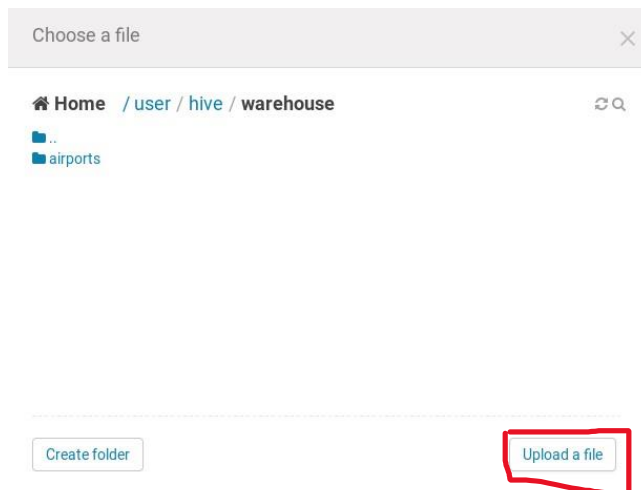 Choose a file
Home / user / hive / warehouse
..
airports
Create folder
Upload a file